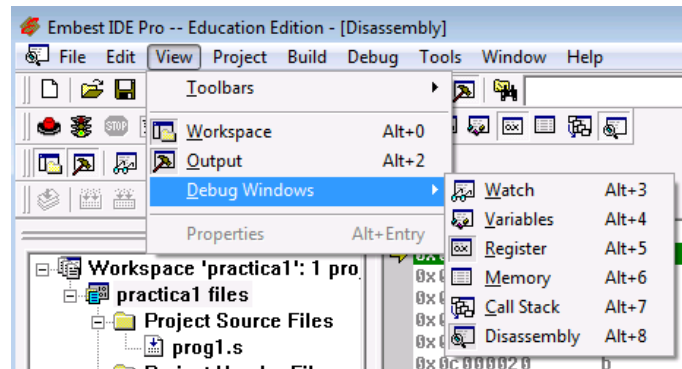 Embest IDE Pro -- Education Edition - [Disassembly]
File Edit View Project Build Debug Tools Window Help
Toolbars
STOP
Workspace Alt+0
Output Alt+2
Debug Windows
Watch Alt+3
Variables Alt+4
Properties Alt+Entry
Register Alt+5
Workspace 'practica1': 1 pro
Memory Alt+6
practica1 files
Call Stack Alt+7
Project Source Files
Disassembly Alt+8
prog1.s
0x0c000020 b